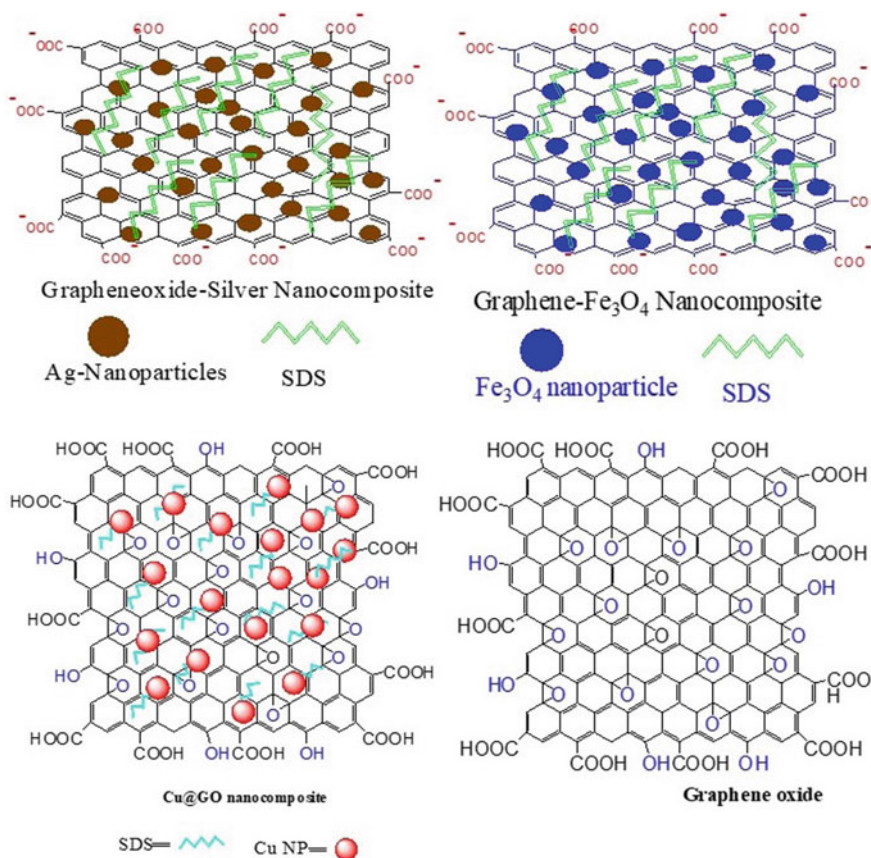 COO⁻
COO⁻
COO⁻
⁻OOC
COO⁻
⁻OOC
COO⁻
⁻OOC
COO⁻
COO⁻
COO⁻
COO⁻
COO⁻
Grapheneoxide-Silver Nanocomposite
Ag-Nanoparticles
SDS
COO⁻
COO⁻
COO⁻
⁻OOC
COO⁻
⁻OOC
CO⁻
⁻OOC
COO⁻
COO⁻
COO⁻
COO⁻
COO⁻
Graphene-Fe₃O₄ Nanocomposite
Fe₃O₄ nanoparticle
SDS
HOOC
HOOC
OH
COOH
COOH
HOOC
O
O
O
O
O
HO
COOH
OH
O
HOOC
O
O
O
HO
O
O
COOH
O
O
HOOC
COOH
OH
COOH
OH
COOH
Cu@GO nanocomposite
SDS=
Cu NP=
HOOC
HOOC
OH
COOH
COOH
O
HOOC
O
O
O
O
O
COOH
HO
O
OH
O
HOOC
O
O
O
O
O
O
HO
O
O
O
COO
H
O
HOOC
COOH
OH
COOH
OH
COOH
Graphene oxide